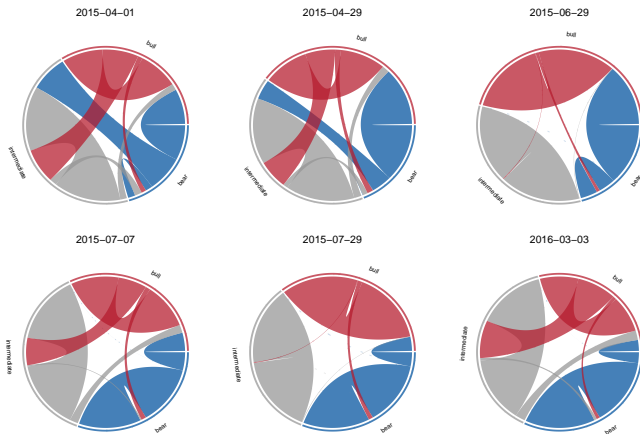 2015−04−01
bull
intermediate
bear
2015−04−29
bull
intermediate
bear
2015−06−29
bull
intermediate
bear
2015−07−07
bull
intermediate
bear
2015−07−29
bull
intermediate
bear
2016−03−03
bull
intermediate
bear